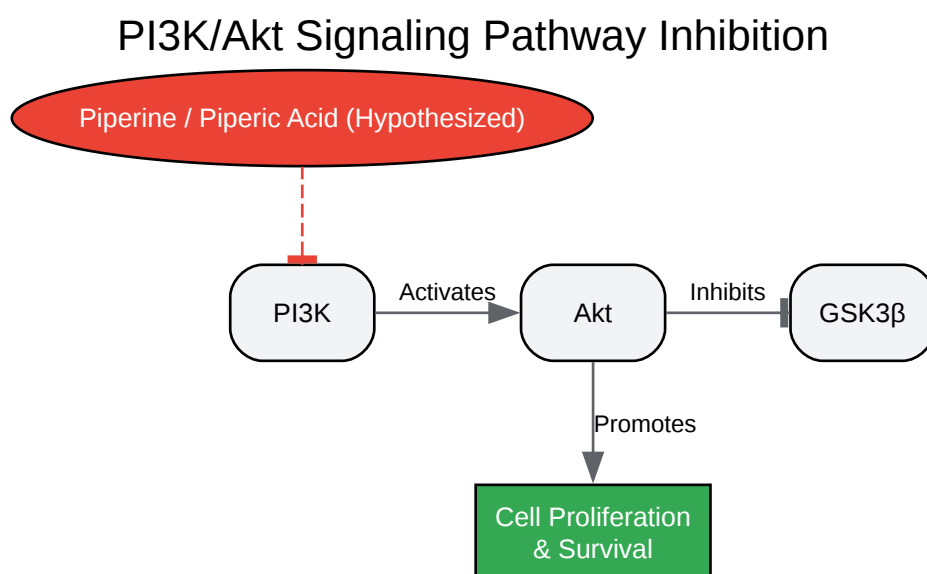 PI3K/Akt Signaling Pathway Inhibition
Piperine / Piperic Acid (Hypothesized)
PI3K
Activates
Akt
Inhibits
GSK3β
Promotes
Cell Proliferation
& Survival